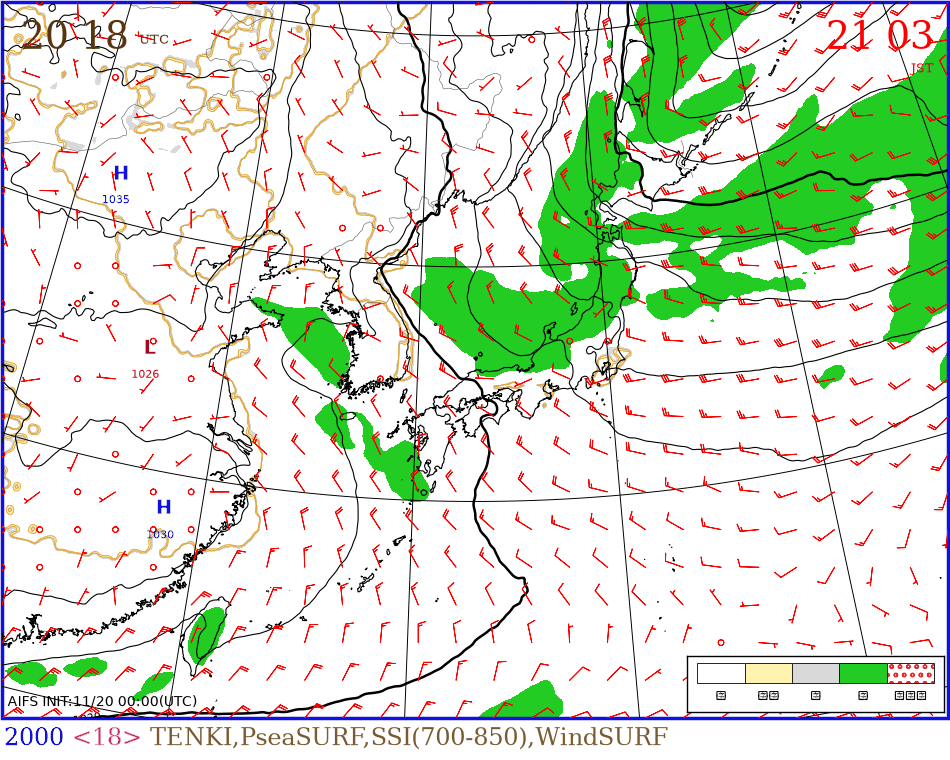 20 18 UTC
21 03
JST
H
1035
L
1026
H
1030
AIFS INIT:11/20 00:00(UTC)
2000 <18> TENKI,PseaSURF,SSI(700-850),WindSURF